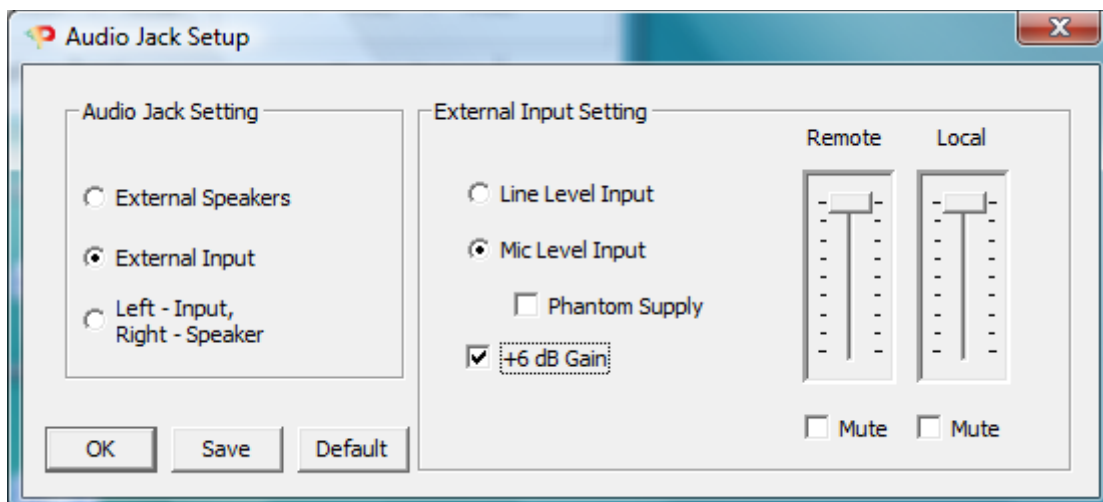 Audio Jack Setup
Audio Jack Setting
External Speakers
External Input
Left - Input,
Right - Speaker
OK
Save
Default
External Input Setting
Line Level Input
Mic Level Input
Phantom Supply
+6 dB Gain
Remote
Local
Mute
Mute